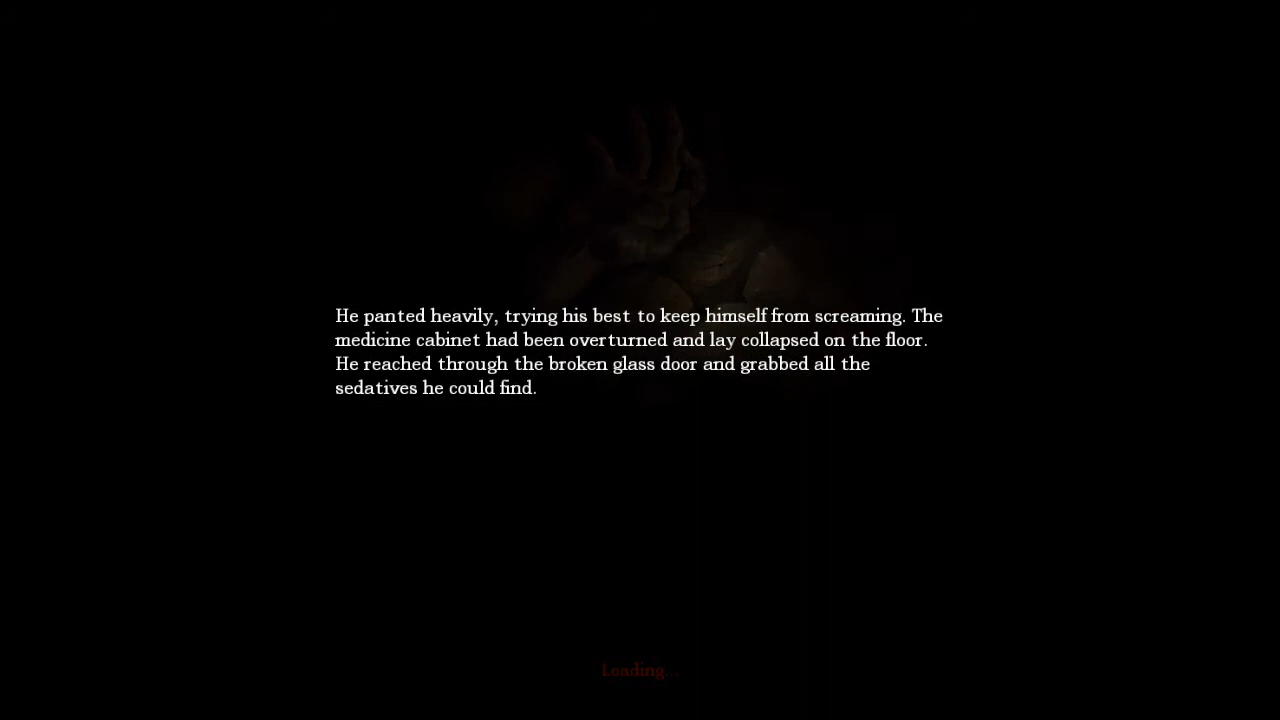 He panted heavily, trying his best to keep himself from screaming. The
medicine cabinet had been overturned and lay collapsed on the floor.
He reached through the broken glass door and grabbed all the
sedatives he could find.
Loading...